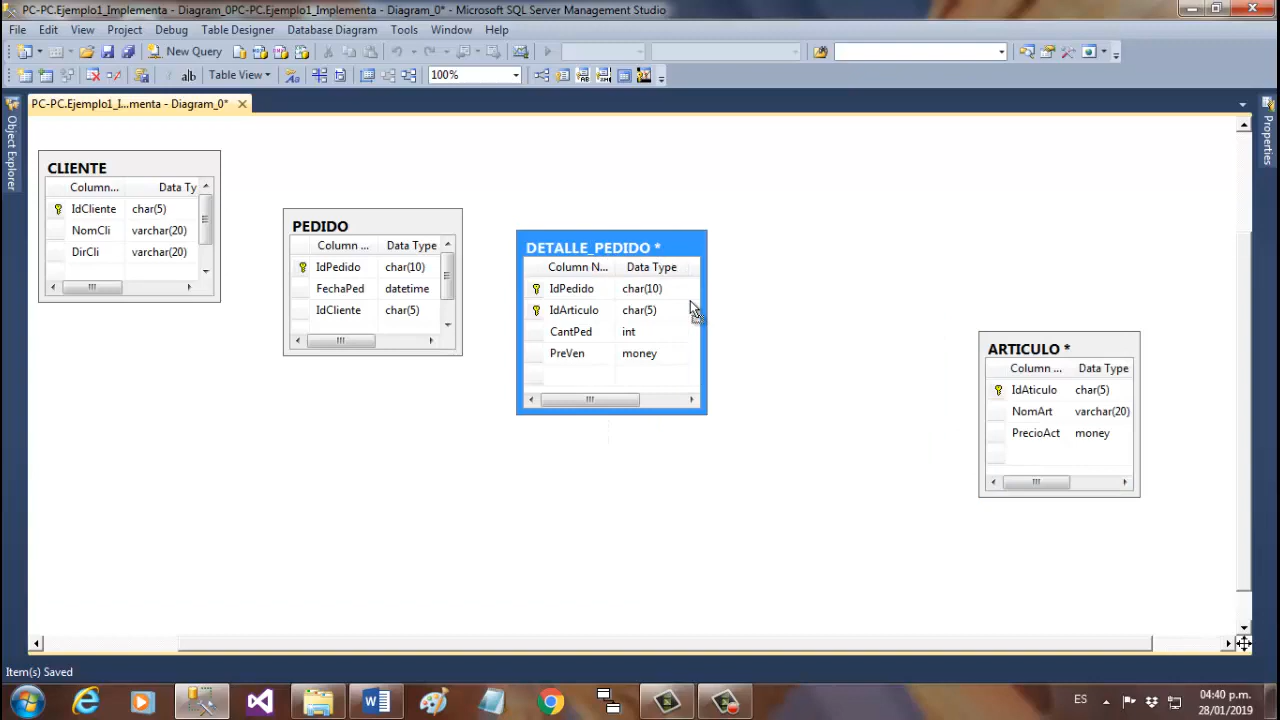 PC-PC.Ejemplo1_Implementa - Diagram_0PC-PC.Ejemplo1_Implementa - Diagram_0* - Microsoft SQL Server Management Studio
File Edit View Project Debug Table Designer Database Diagram Tools Window Help
New Query
ab Table View 100%
PC-PC.Ejemplo1_I...menta - Diagram_0*
Object Explorer
Properties
CLIENTE
Column... Data Ty
IdCliente char(5)
NomCli varchar(20)
DirCli varchar(20)
PEDIDO
Column ... Data Type
IdPedido char(10)
FechaPed datetime
IdCliente char(5)
DETALLE_PEDIDO *
Column N... Data Type
IdPedido char(10)
IdArticulo char(5)
CantPed int
PreVen money
ARTICULO *
Column ... Data Type
IdAticulo char(5)
NomArt varchar(20)
PrecioAct money
Item(s) Saved
ES
04:40 p.m.
28/01/2019